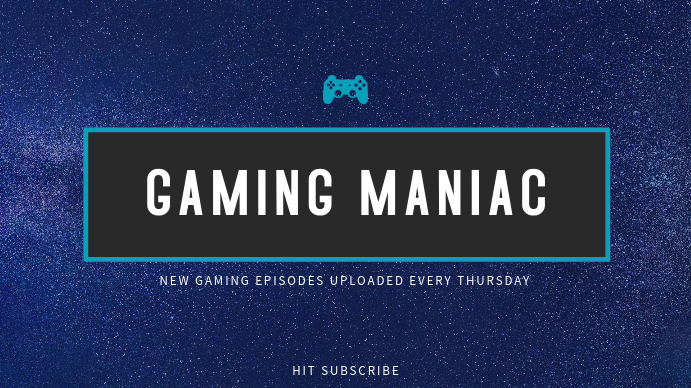 GAMING MANIAC
NEW GAMING EPISODES UPLOADED EVERY THURSDAY
HIT SUBSCRIBE